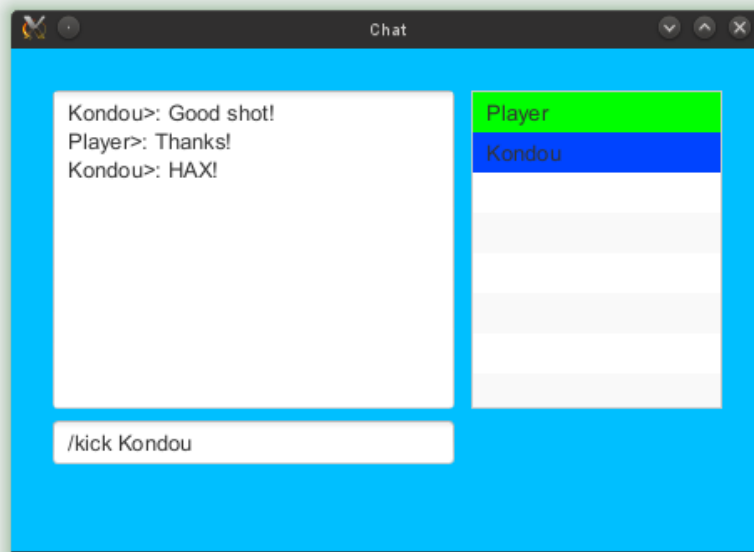 Chat
Kondou>: Good shot!
Player>: Thanks!
Kondou>: HAX!
Player
Kondou
/kick Kondou